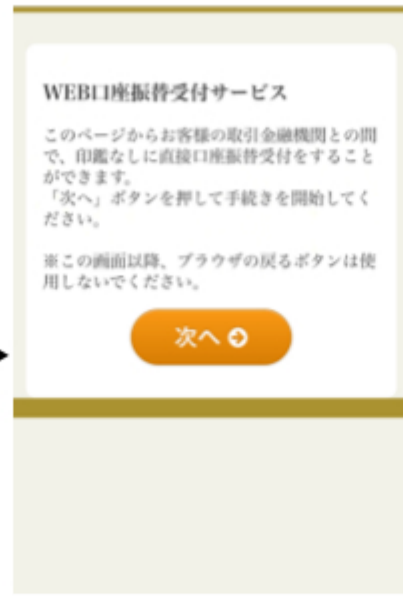 WEB口座振替受付サービス
このページからお客様の取引金融機関との間
で、印鑑なしに直接口座振替受付をすること
ができます。
「次へ」ボタンを押して手続きを開始してく
ださい。
※この画面以降、ブラウザの戻るボタンは使
用しないでください。
次へ